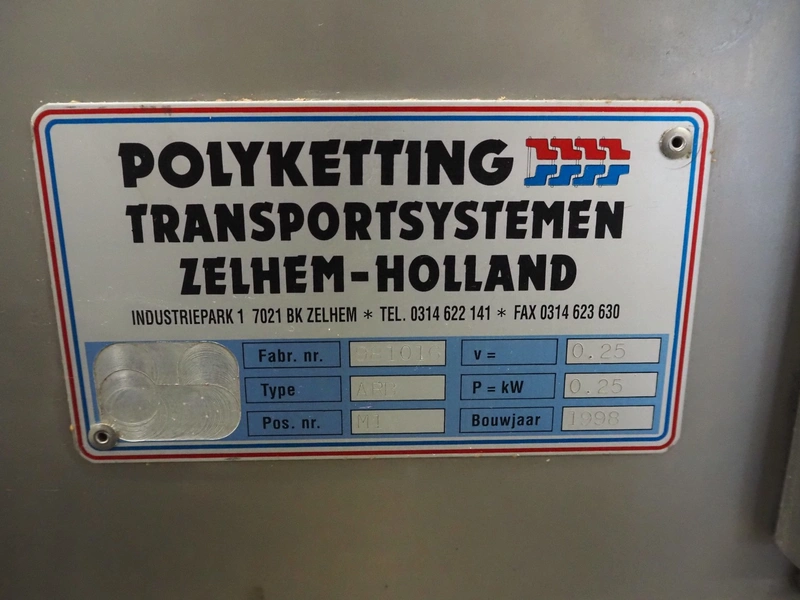 POLYKETTING
TRANSPORTSYSTEMEN
ZELHEM-HOLLAND
INDUSTRIEPARK 1 7021 BK ZELHEM * TEL. 0314 622 141 * FAX 0314 623 630
Fabr. nr. v = 0.25
Type P = kW 0.25
Pos. nr. M1 Bouwjaar 1998